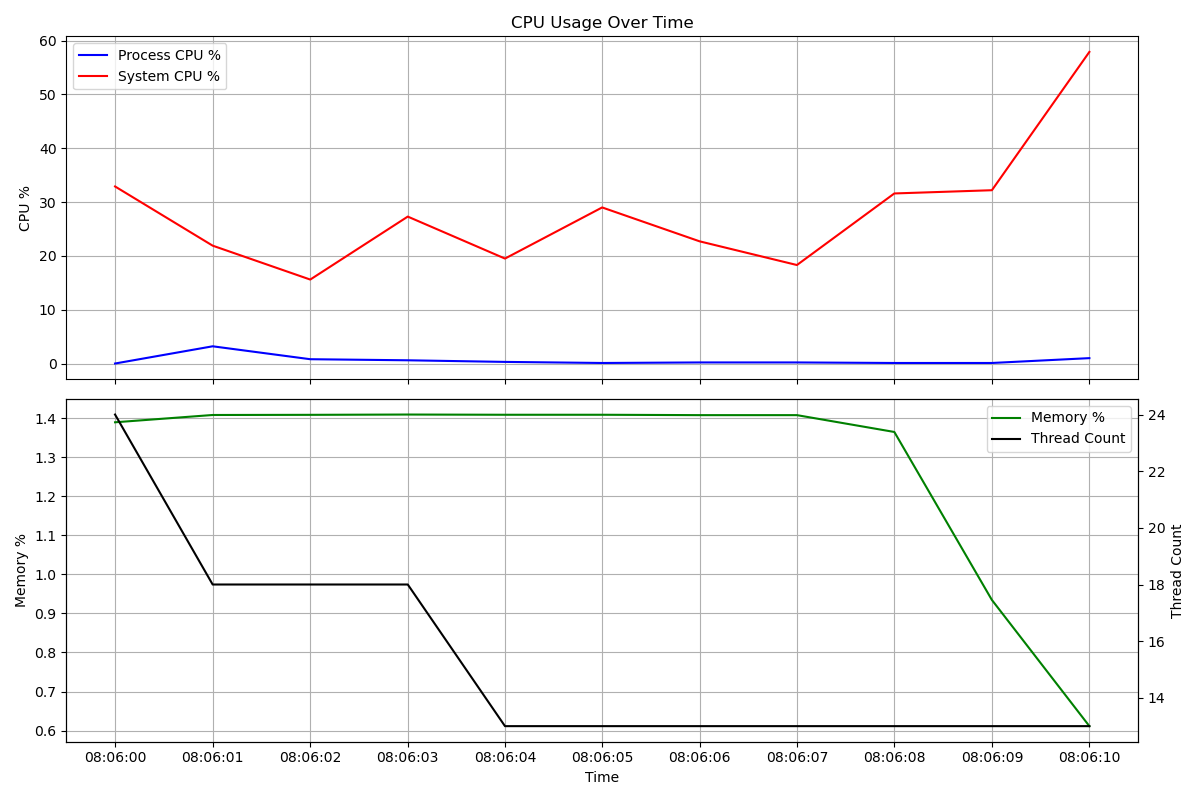 CPU Usage Over Time
Process CPU %
System CPU %
CPU %
60
50
40
30
20
10
0
Memory %
Thread Count
Memory %
1.4
1.3
1.2
1.1
1.0
0.9
0.8
0.7
0.6
24
22
20
18
16
14
Thread Count
08:06:00 08:06:01 08:06:02 08:06:03 08:06:04 08:06:05 08:06:06 08:06:07 08:06:08 08:06:09 08:06:10
Time